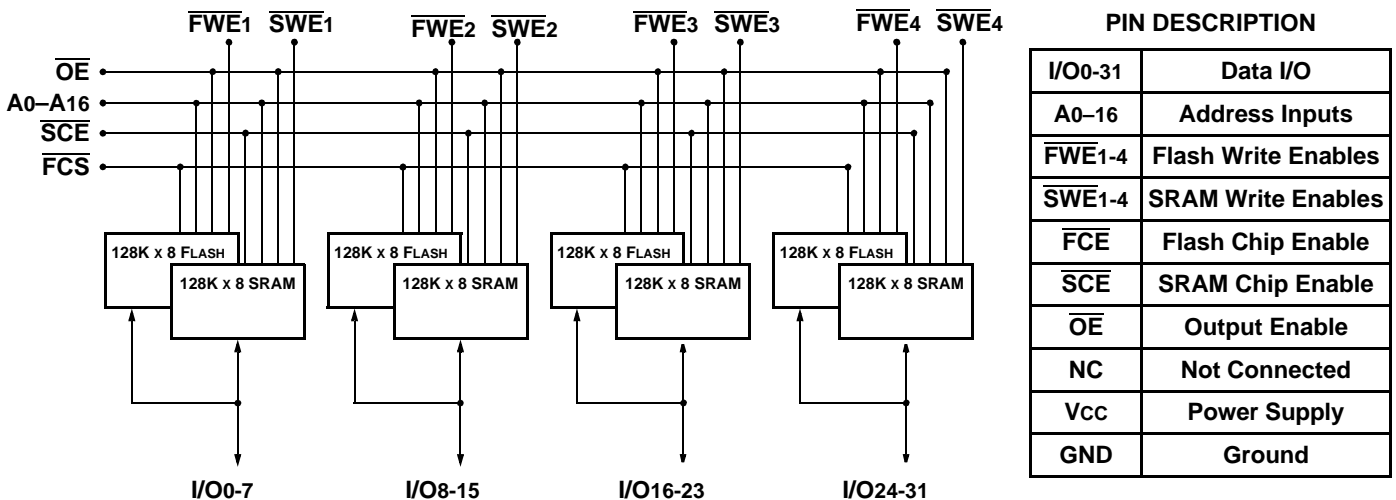 FWE1 SWE1 FWE2 SWE2 FWE3 SWE3 FWE4 SWE4
OE
A0–A16
SCE
FCS
128K x 8 FLASH
128K x 8 SRAM
128K x 8 FLASH
128K x 8 SRAM
128K x 8 FLASH
128K x 8 SRAM
128K x 8 FLASH
128K x 8 SRAM
I/O0-7 I/O8-15 I/O16-23 I/O24-31
PIN DESCRIPTION
I/O0-31 Data I/O
A0–16 Address Inputs
FWE1-4 Flash Write Enables
SWE1-4 SRAM Write Enables
FCE Flash Chip Enable
SCE SRAM Chip Enable
OE Output Enable
NC Not Connected
VCC Power Supply
GND Ground